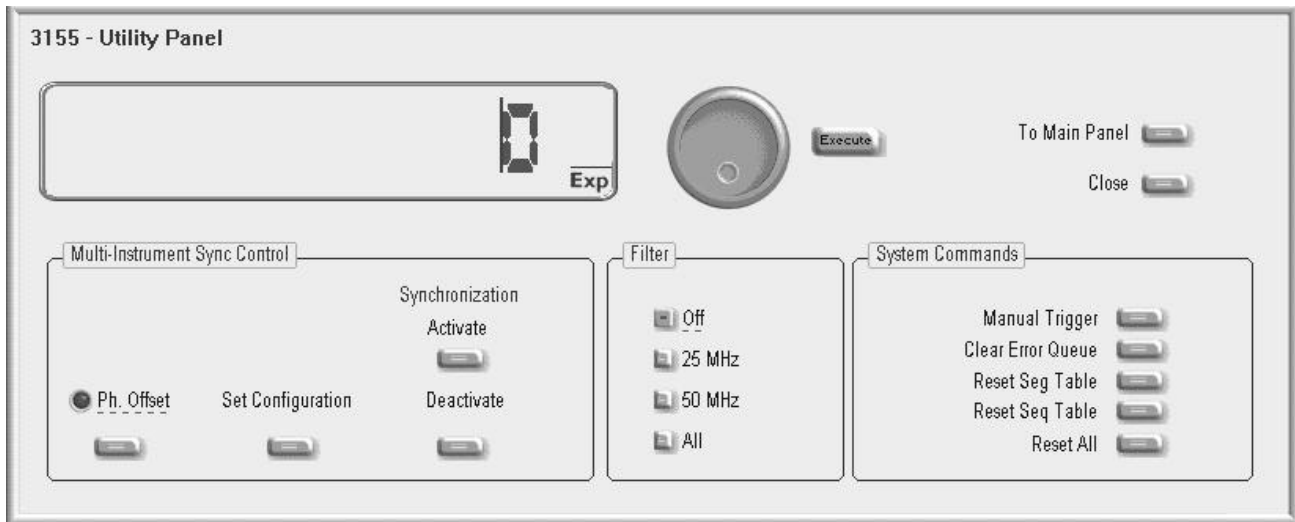 3155 - Utility Panel
0
Exp
Execute
To Main Panel
Close
Multi-Instrument Sync Control
Synchronization
Activate
Ph. Offset
Set Configuration
Deactivate
Filter
Off
25 MHz
50 MHz
All
System Commands
Manual Trigger
Clear Error Queue
Reset Seg Table
Reset Seq Table
Reset All